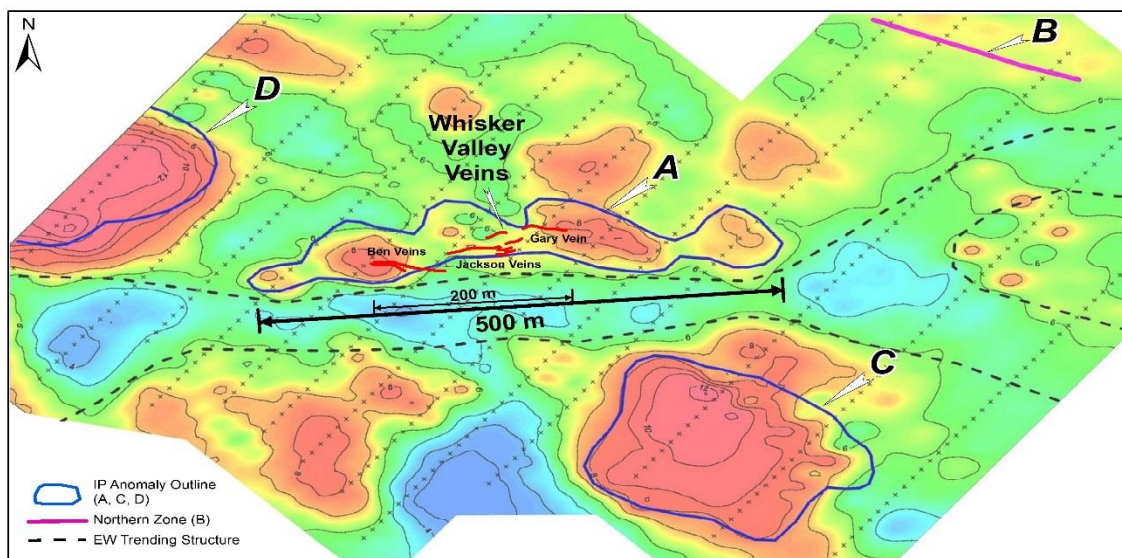 N
B
D
Whisker
Valley
Veins
A
Gary Vein
Ben Veins
Jackson Veins
200 m
500 m
C
IP Anomaly Outline
(A, C, D)
Northern Zone (B)
EW Trending Structure